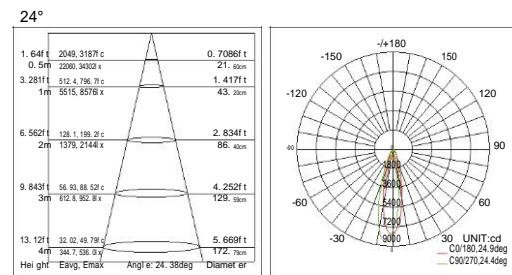 24°
1.64ft 2049,3187fc 0.7086ft
0.5m 22060,34302lx 21.60cm
3.281ft 512.4,796.7fc 1.417ft
1m 5515,8576lx 43.20cm
6.562ft 128.1,199.2fc 2.834ft
2m 1379,2144lx 86.40cm
9.843ft 56.93,88.52fc 4.252ft
3m 612.8,952.8lx 129.59cm
13.12ft 32.02,49.79fc 5.669ft
4m 344.7,536.0lx 172.79cm
Height Eavg,Emax Angle:24.38deg Diameter
-/+180
-150 150
-120 120
-90 90
-60 60
-30 30
1800
3600
5400
7200
9000
UNIT:cd
C0/180,24.9deg
C90/270,24.4deg